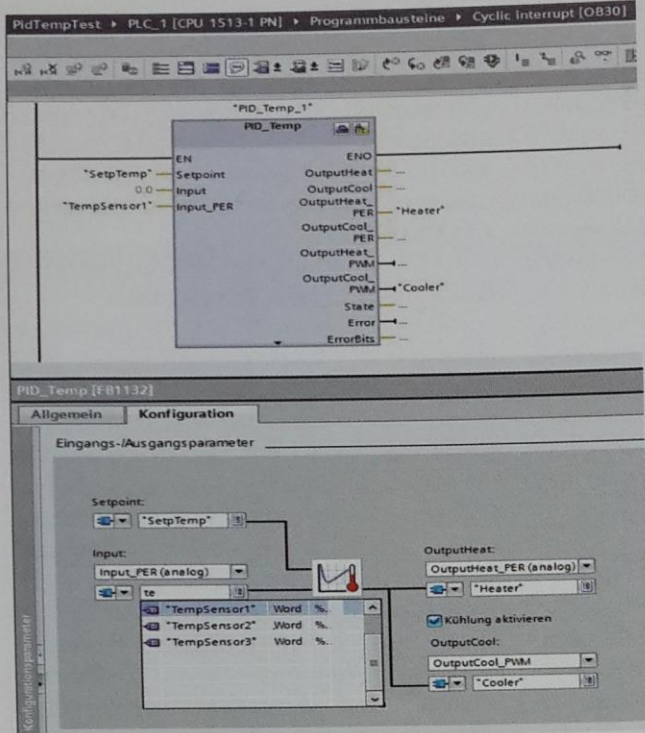 PidTempTest ▸ PLC_1 [CPU 1513-1 PN] ▸ Programmbausteine ▸ Cyclic Interrupt [OB30]
"PID_Temp_1"
PID_Temp
EN
ENO
"SetpTemp"
Setpoint
OutputHeat
...
0.0
Input
OutputCool
...
"TempSensor1"
Input_PER
OutputHeat_
PER
"Heater"
OutputCool_
PER
...
OutputHeat_
PWM
...
OutputCool_
PWM
"Cooler"
State
...
Error
...
ErrorBits
...
PID_Temp [FB1132]
Allgemein
Konfiguration
Eingangs-/Ausgangsparameter
Setpoint:
"SetpTemp"
Input:
OutputHeat:
Input_PER (analog)
OutputHeat_PER (analog)
te
"Heater"
"TempSensor1" Word %..
"TempSensor2" Word %..
"TempSensor3" Word %..
Kühlung aktivieren
OutputCool:
OutputCool_PWM
"Cooler"
Konfigurationsparameter